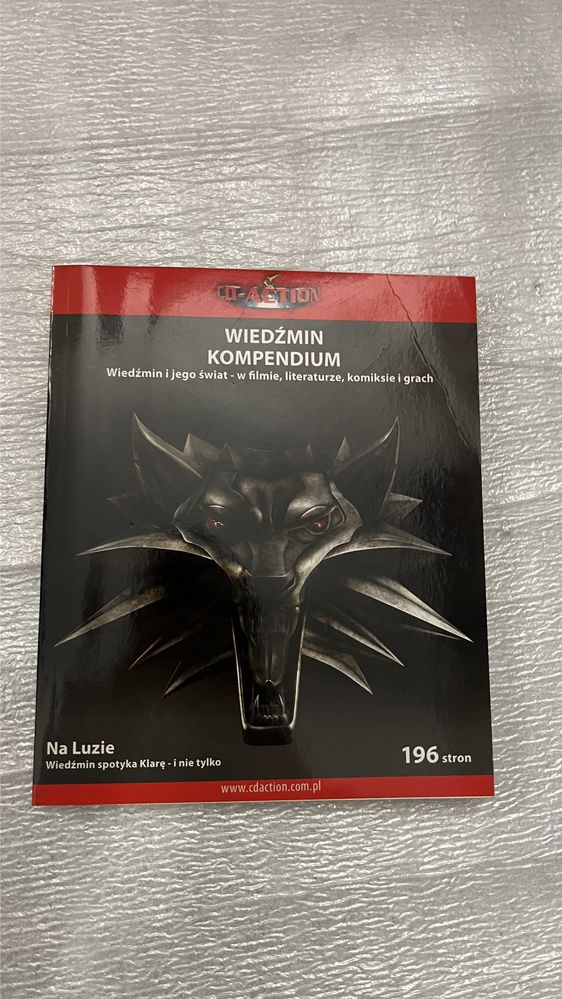 CD-ACTION
WIEDŹMIN
KOMPENDIUM
Wiedźmin i jego świat - w filmie, literaturze, komiksie i grach
Na Luzie
Wiedźmin spotyka Klarę - i nie tylko
196 stron
www.cdaction.com.pl